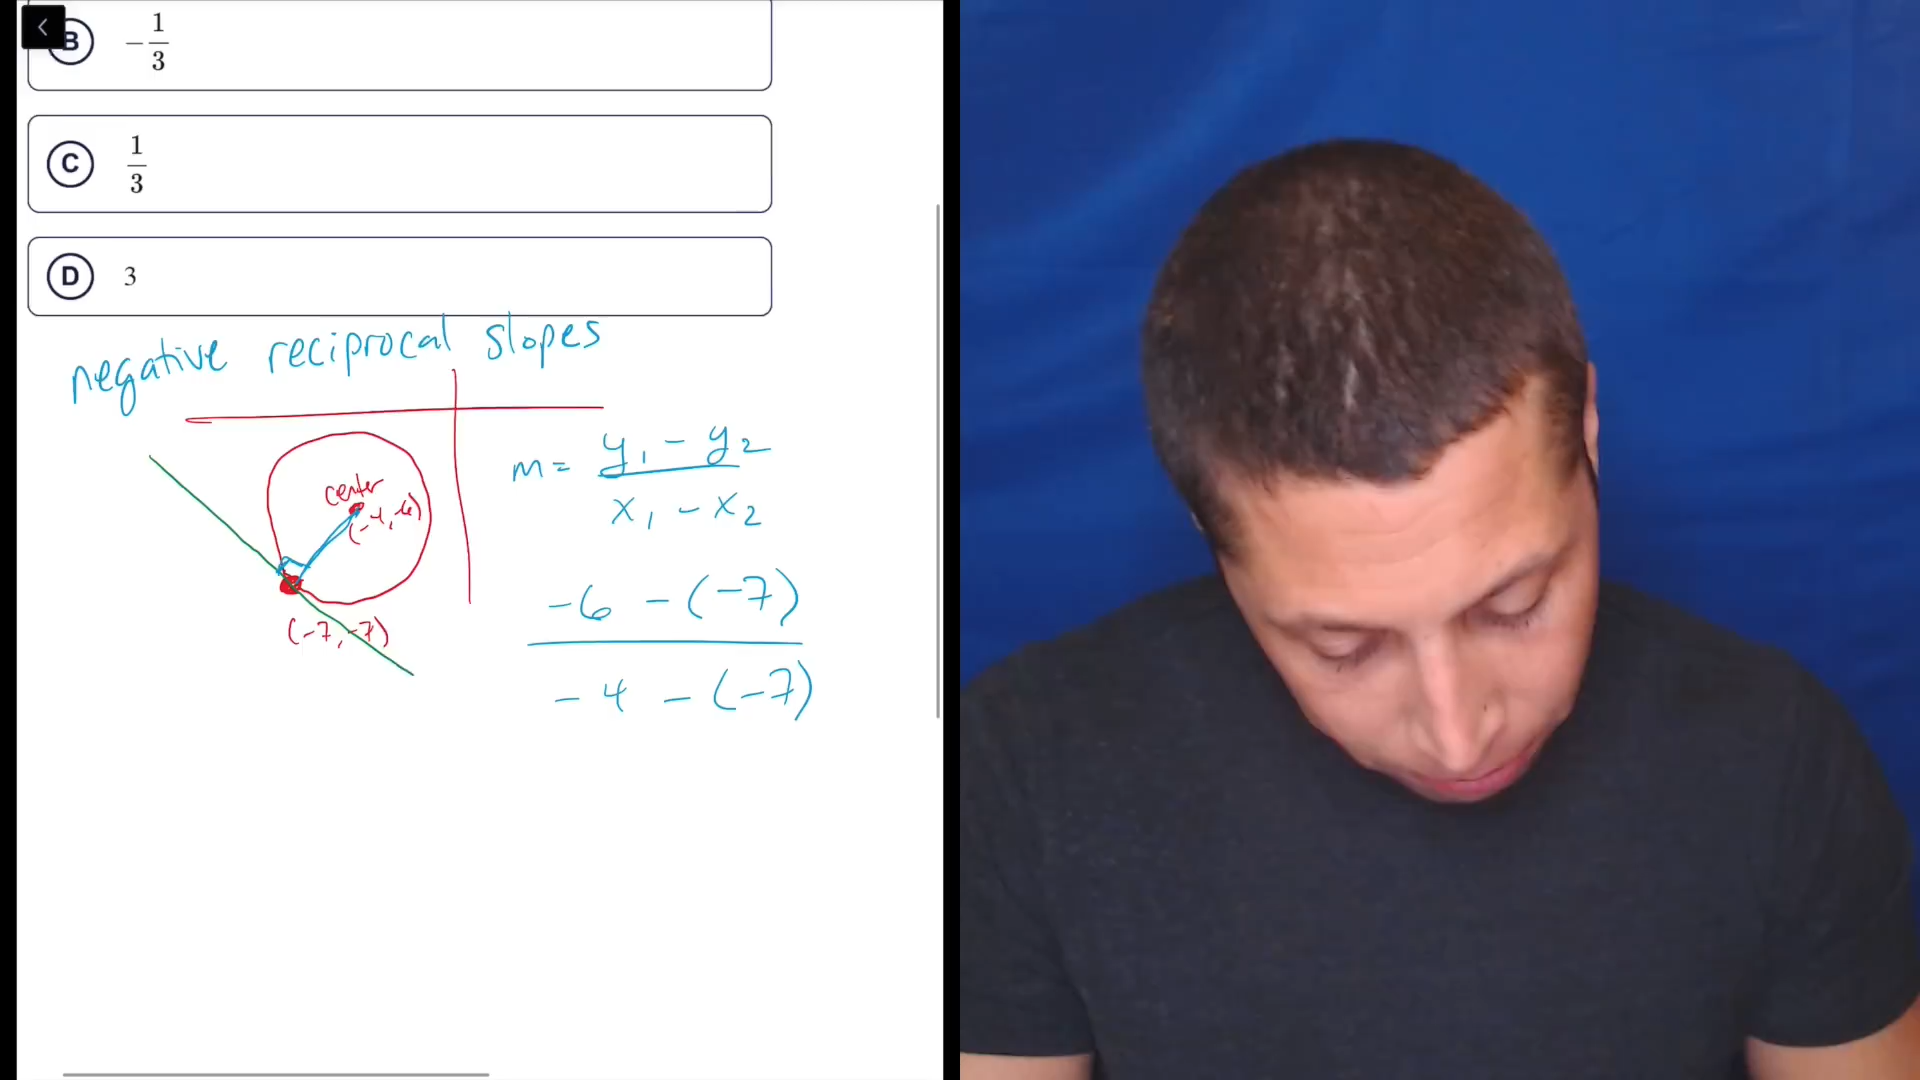 B −1/3
C 1/3
D 3
negative reciprocal slopes
m = y₁ − y₂ / x₁ − x₂
center
(-4,-6)
(-7,-7)
-6 - (-7)
-4 - (-7)